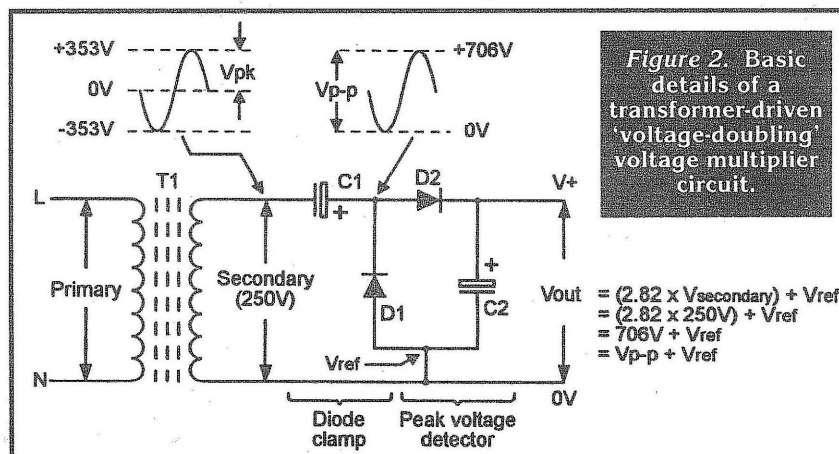 +353V
0V
-353V
Vpk
Vp-p
+706V
0V
Figure 2. Basic
details of a
transformer-driven
'voltage-doubling'
voltage multiplier
circuit.
L
T1
C1
+
D2
V+
Primary
Secondary
(250V)
D1
+
C2
Vout
= (2.82 x Vsecondary) + Vref
= (2.82 x 250V) + Vref
= 706V + Vref
= Vp-p + Vref
Vref
N
0V
Diode
clamp
Peak voltage
detector